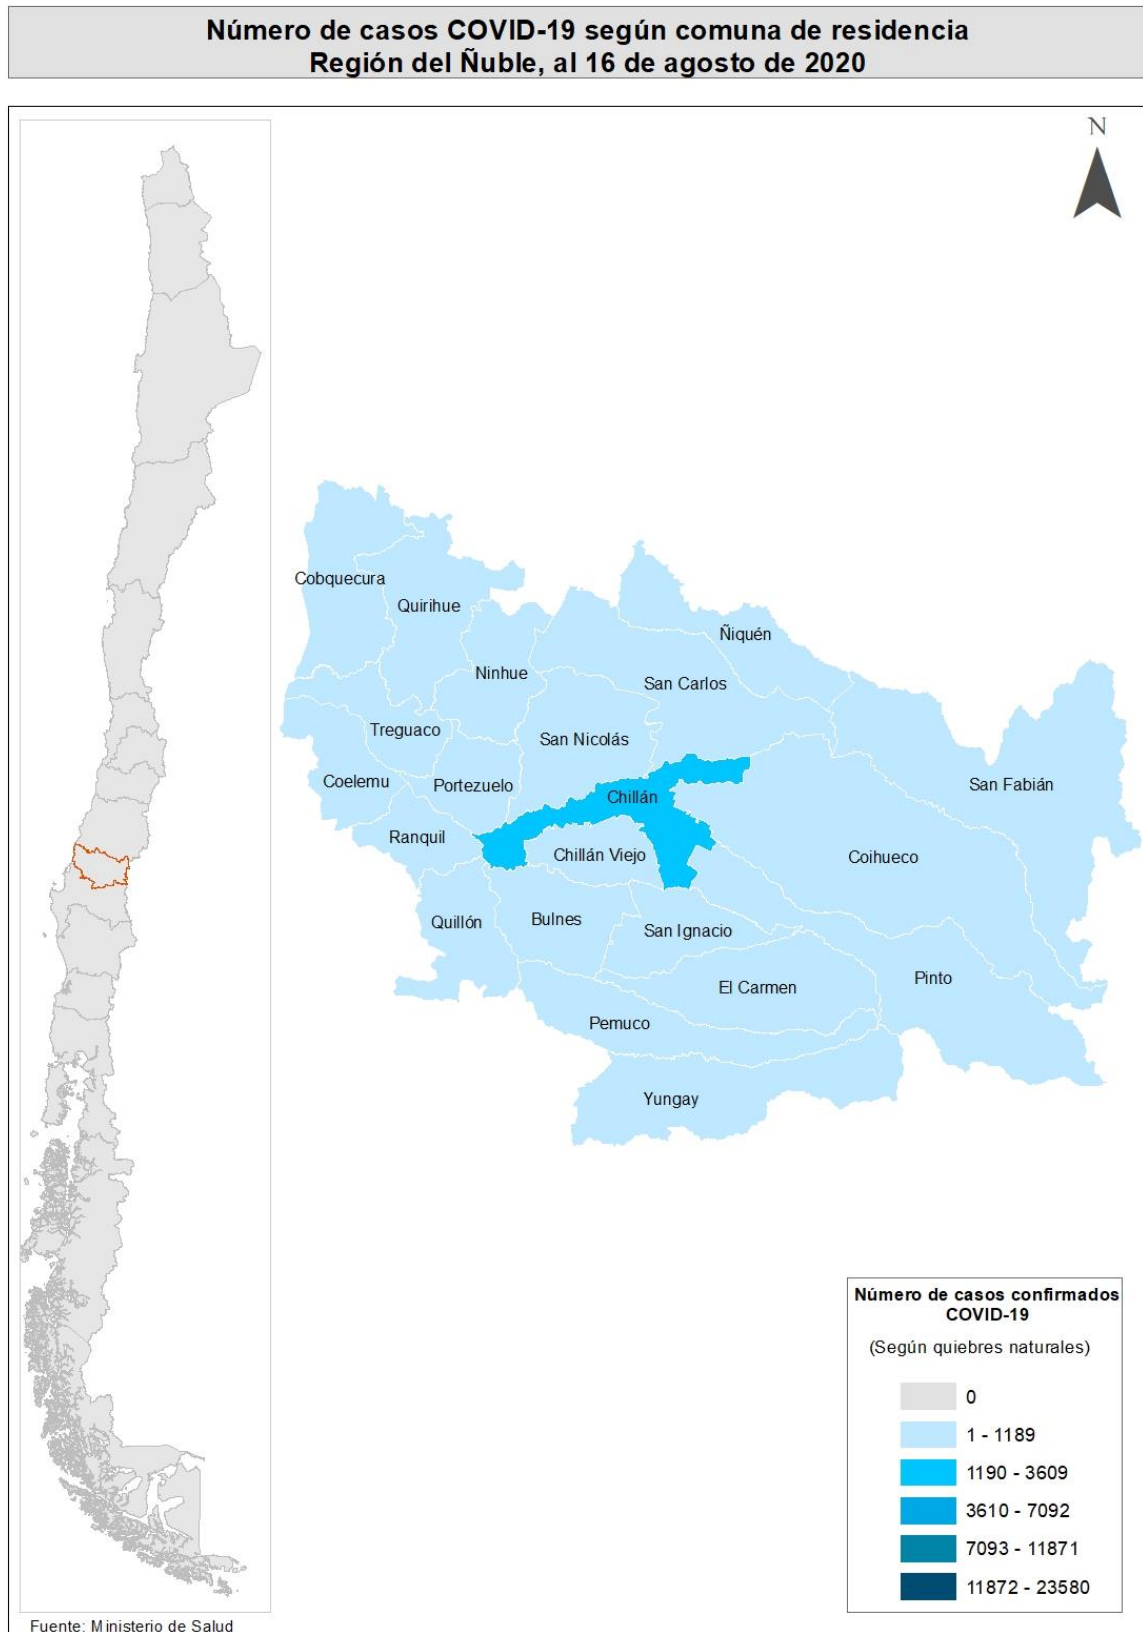 Número de casos COVID-19 según comuna de residencia
Región del Ñuble, al 16 de agosto de 2020
N
Cobquecura
Quirihue
Ñiquén
Ninhue
San Carlos
Treguaco
San Nicolás
Coelemu
Portezuelo
Chillán
San Fabián
Ranquil
Chillán Viejo
Coihueco
Quillón
Bulnes
San Ignacio
El Carmen
Pinto
Pemuco
Yungay
Número de casos confirmados
COVID-19
(Según quiebres naturales)
0
1 - 1189
1190 - 3609
3610 - 7092
7093 - 11871
11872 - 23580
Fuente: Ministerio de Salud